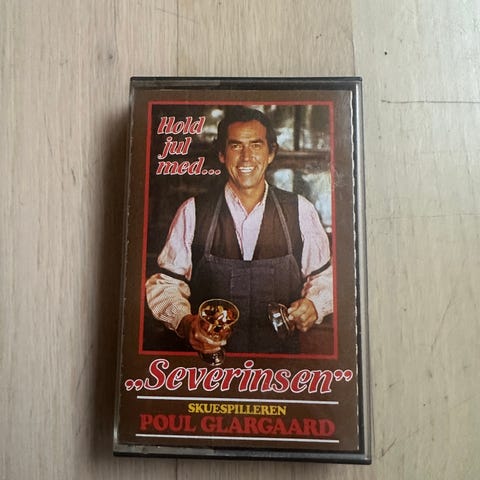 Hold
jul
med...
„Severinsen”
SKUESPILLEREN
POUL GLARGAARD